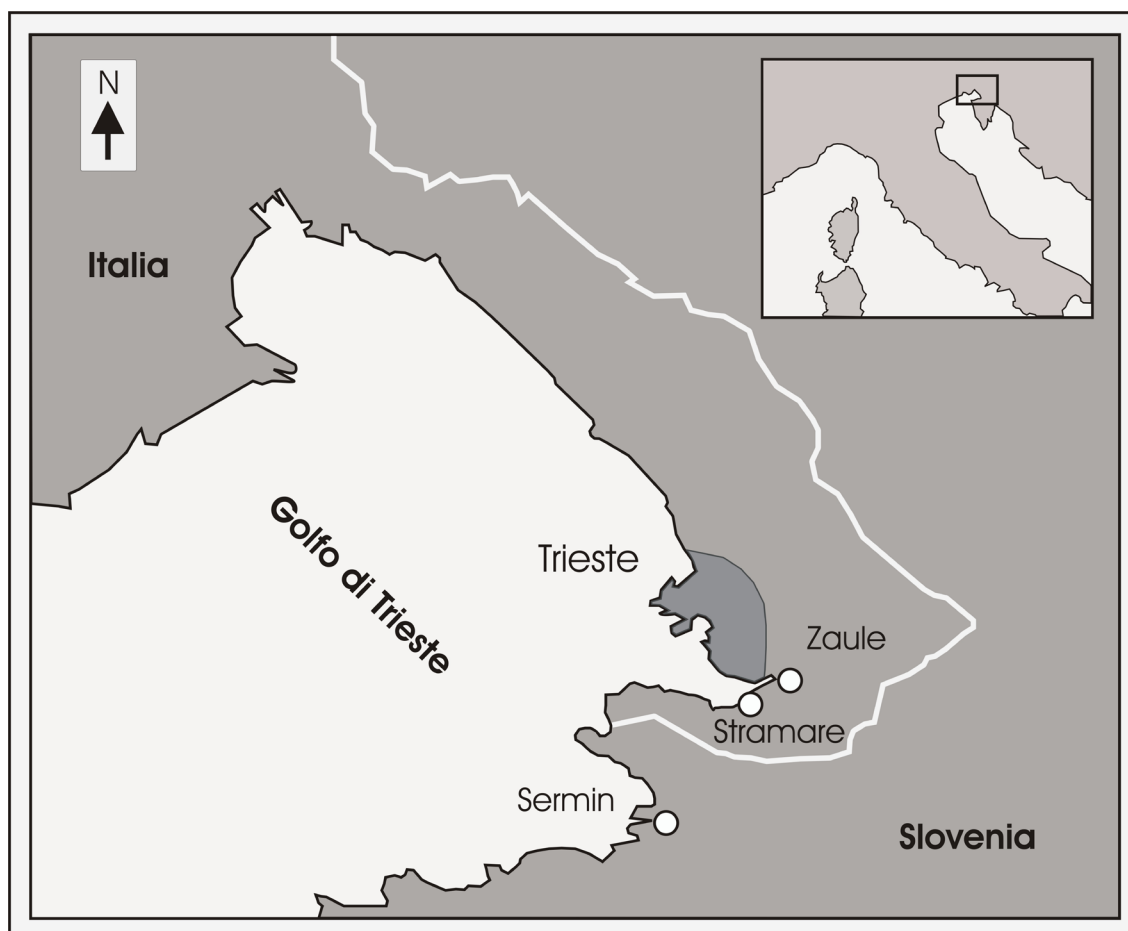 N
Italia
Golfo di Trieste
Trieste
Zaule
Stramare
Sermin
Slovenia